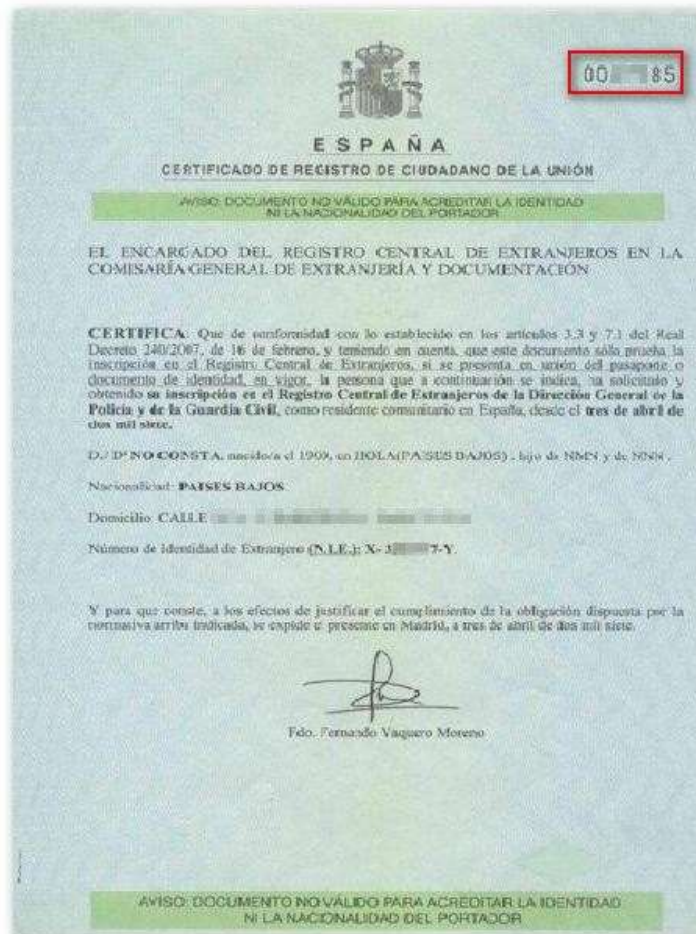 00 85
ESPAÑA
CERTIFICADO DE REGISTRO DE CIUDADANO DE LA UNIÓN
AVISO: DOCUMENTO NO VÁLIDO PARA ACREDITAR LA IDENTIDAD
NI LA NACIONALIDAD DEL PORTADOR
EL ENCARGADO DEL REGISTRO CENTRAL DE EXTRANJEROS EN LA
COMISARÍA GENERAL DE EXTRANJERÍA Y DOCUMENTACIÓN
CERTIFICA: Que de conformidad con lo establecido en los artículos 3.3 y 7.1 del Real
Decreto 240/2007, de 16 de febrero, y teniendo en cuenta, que este documento sólo prueba la
inscripción en el Registro Central de Extranjeros, si se presenta en unión del pasaporte o
documento de identidad, en vigor, la persona que a continuación se indica, ha solicitado y
obtenido su inscripción en el Registro Central de Extranjeros de la Dirección General de la
Policía y de la Guardia Civil, como residente comunitario en España, desde el tres de abril de
dos mil siete.
D./ Dª NO CONSTA, nacido/a el 1908, en HOLA(PAISES BAJOS) , hijo de NNNN y de NNNN .
Nacionalidad: PAISES BAJOS
Domicilio: CALLE
Número de Identidad de Extranjero (N.I.E.): X- 3 7-Y.
Y para que conste, a los efectos de justificar el cumplimiento de la obligación dispuesta por la
normativa arriba indicada, se expide el presente en Madrid, a tres de abril de dos mil siete.
Fdo. Fernando Vaquero Moreno
AVISO: DOCUMENTO NO VÁLIDO PARA ACREDITAR LA IDENTIDAD
NI LA NACIONALIDAD DEL PORTADOR